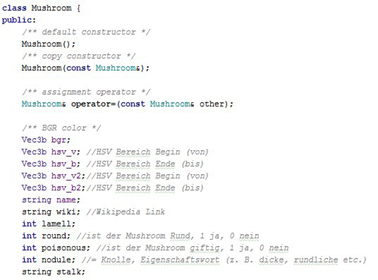 class Mushroom {
public:
/** default constructor */
Mushroom();
/** copy constructor */
Mushroom(const Mushroom&);
/** assignment operator */
Mushroom& operator=(const Mushroom& other);
/** BGR color */
Vec3b bgr;
Vec3b hsv_v; //HSV Bereich Begin (von)
Vec3b hsv_b; //HSV Bereich Ende (bis)
Vec3b hsv_v2;//HSV Bereich Begin (von)
Vec3b hsv_b2;//HSV Bereich Ende (bis)
string name;
string wiki; //Wikipedia Link
int lamell;
int round; //ist der Mushroom Rund, 1 ja, 0 nein
int poisonous; //ist der Mushroom giftig, 1 ja, 0 nein
int nodule; //= Knolle, Eigenschaftswort (z. B. dicke, rundliche etc.)
string stalk;